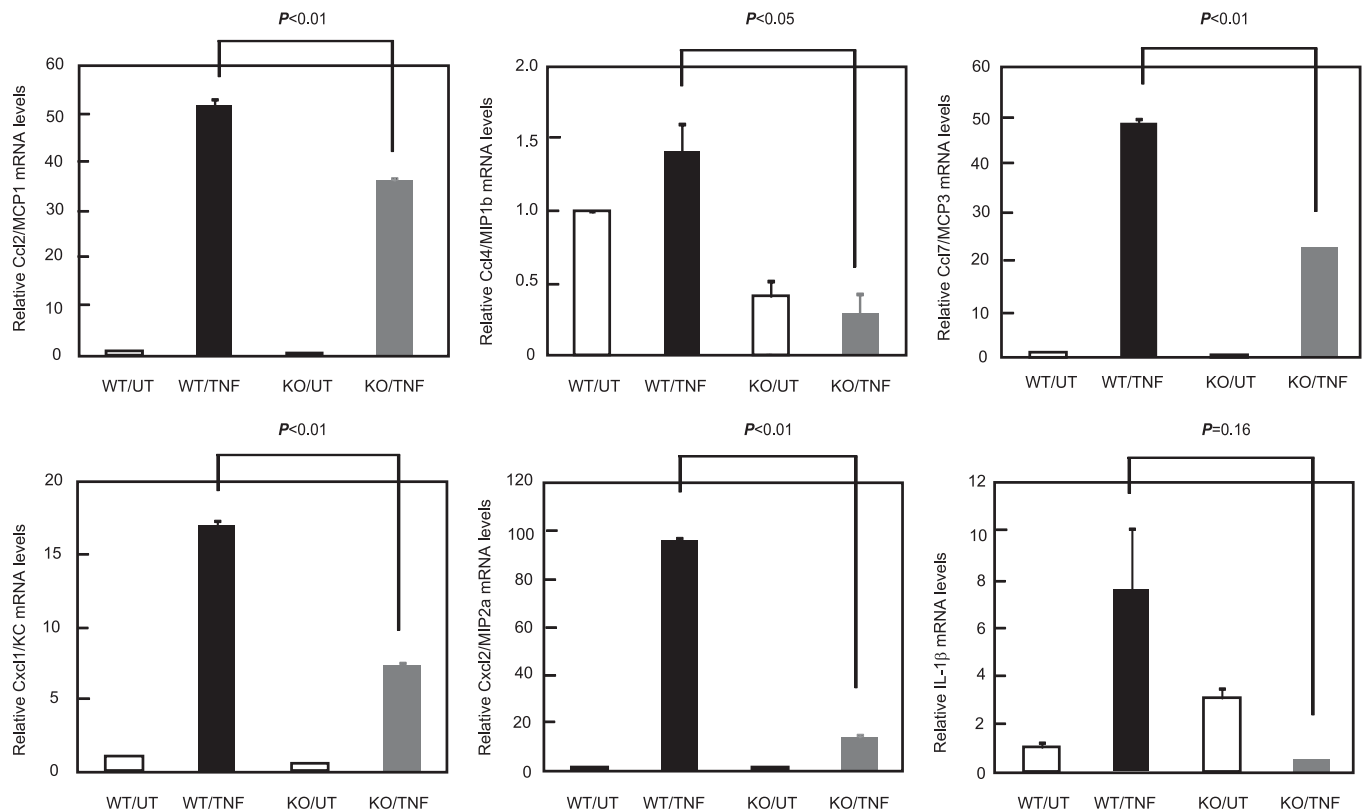 P<0.01
Relative Ccl2/MCP1 mRNA levels
60
50
40
30
20
10
0
WT/UT WT/TNF KO/UT KO/TNF
P<0.05
Relative Ccl4/MIP1b mRNA levels
2.0
1.5
1.0
0.5
0
WT/UT WT/TNF KO/UT KO/TNF
P<0.01
Relative Ccl7/MCP3 mRNA levels
60
50
40
30
20
10
0
WT/UT WT/TNF KO/UT KO/TNF
P<0.01
Relative Cxcl1/KC mRNA levels
20
15
10
5
0
WT/UT WT/TNF KO/UT KO/TNF
P<0.01
Relative Cxcl2/MIP2a mRNA levels
120
100
80
60
40
20
0
WT/UT WT/TNF KO/UT KO/TNF
P=0.16
Relative IL-1β mRNA levels
12
10
8
6
4
2
0
WT/UT WT/TNF KO/UT KO/TNF